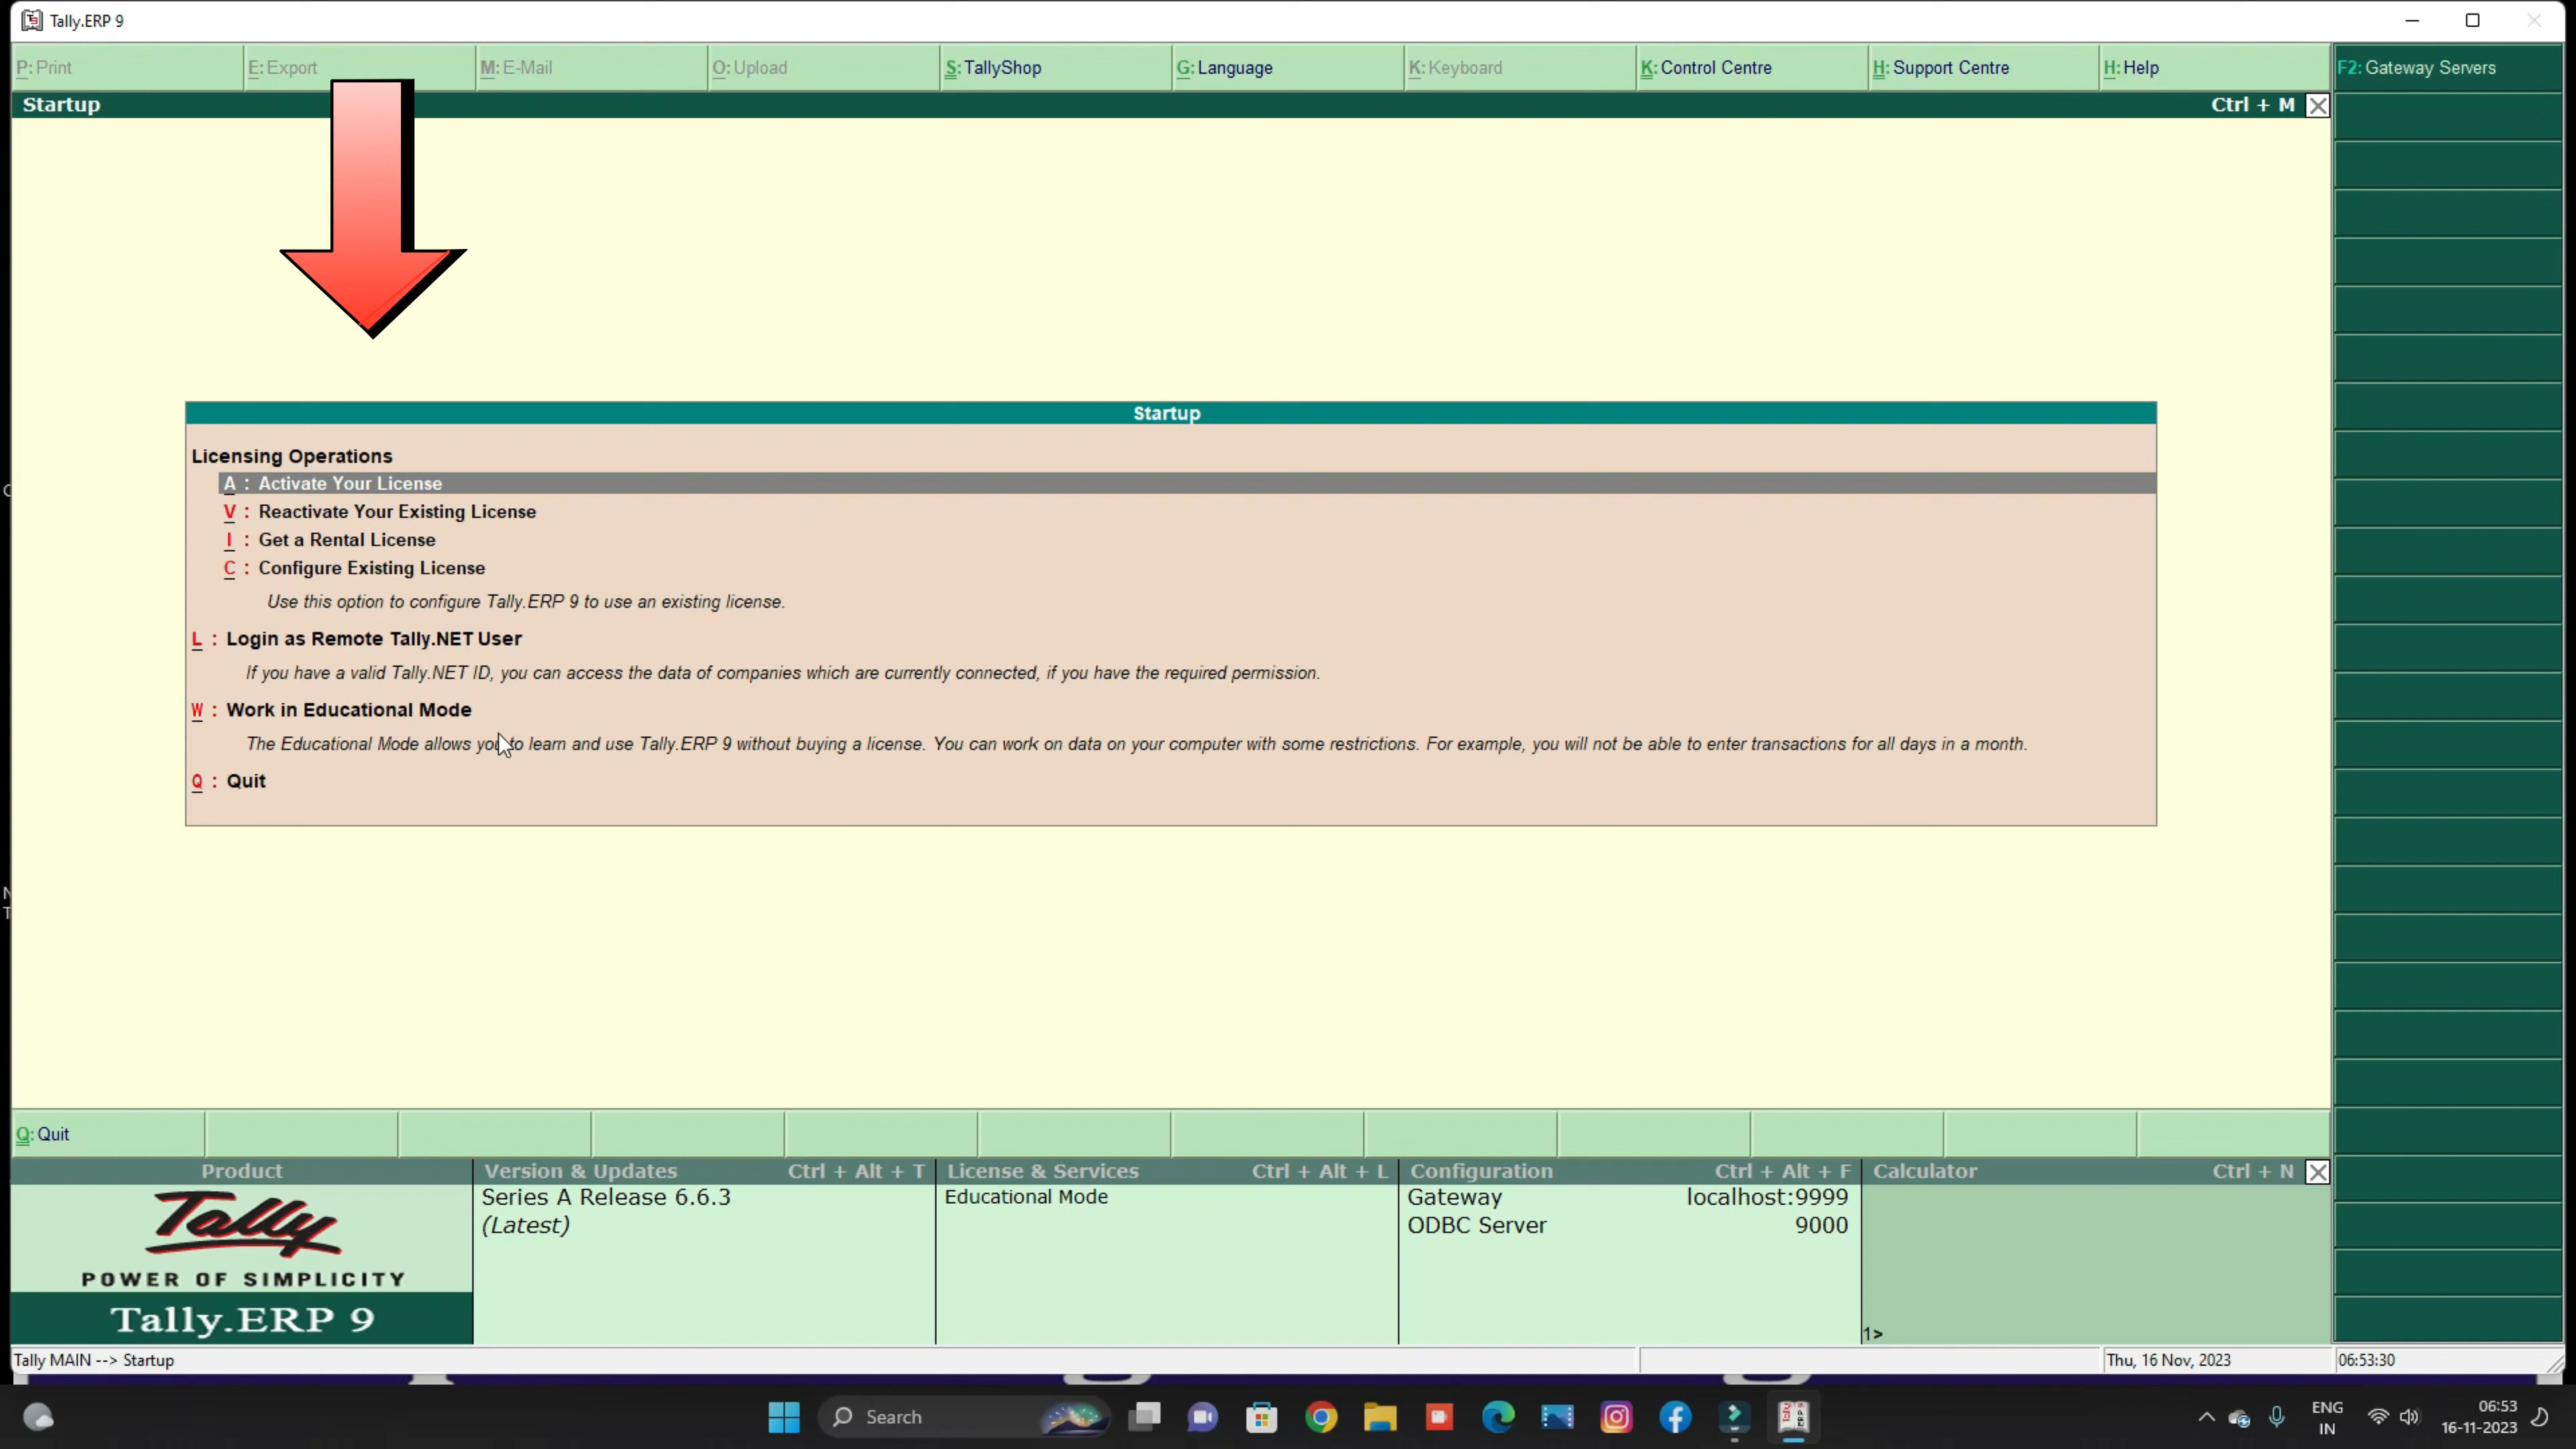 Tally.ERP 9
P: Print E: Export M: E-Mail O: Upload S: TallyShop G: Language K: Keyboard K: Control Centre H: Support Centre H: Help F2: Gateway Servers
Startup Ctrl + M
Startup
Licensing Operations
A : Activate Your License
V : Reactivate Your Existing License
I : Get a Rental License
C : Configure Existing License
Use this option to configure Tally.ERP 9 to use an existing license.
L : Login as Remote Tally.NET User
If you have a valid Tally.NET ID, you can access the data of companies which are currently connected, if you have the required permission.
W : Work in Educational Mode
The Educational Mode allows you to learn and use Tally.ERP 9 without buying a license. You can work on data on your computer with some restrictions. For example, you will not be able to enter transactions for all days in a month.
Q : Quit
Q: Quit
Product Version & Updates Ctrl + Alt + T License & Services Ctrl + Alt + L Configuration Ctrl + Alt + F Calculator Ctrl + N
Tally
POWER OF SIMPLICITY
Tally.ERP 9
Series A Release 6.6.3
(Latest)
Educational Mode
Gateway localhost:9999
ODBC Server 9000
1>
Tally MAIN --> Startup Thu, 16 Nov, 2023 06:53:30
Search
ENG
IN
06:53
16-11-2023